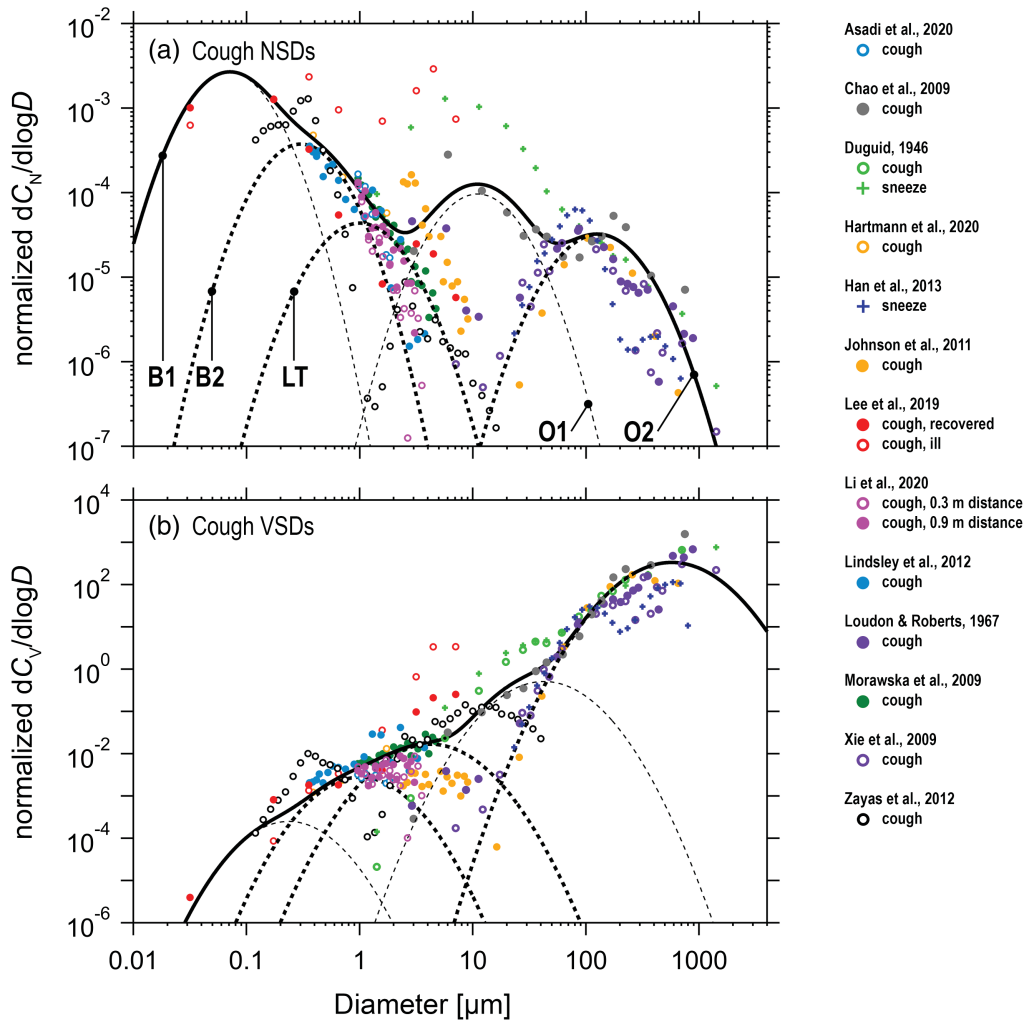 (a) Cough NSDs
normalized dC_N/dlogD
10^-2
10^-3
10^-4
10^-5
10^-6
10^-7
B1
B2
LT
O1
O2
(b) Cough VSDs
normalized dC_V/dlogD
10^4
10^2
10^0
10^-2
10^-4
10^-6
0.01
0.1
1
10
100
1000
Diameter [µm]
Asadi et al., 2020
cough
Chao et al., 2009
cough
Duguid, 1946
cough
sneeze
Hartmann et al., 2020
cough
Han et al., 2013
sneeze
Johnson et al., 2011
cough
Lee et al., 2019
cough, recovered
cough, ill
Li et al., 2020
cough, 0.3 m distance
cough, 0.9 m distance
Lindsley et al., 2012
cough
Loudon & Roberts, 1967
cough
Morawska et al., 2009
cough
Xie et al., 2009
cough
Zayas et al., 2012
cough